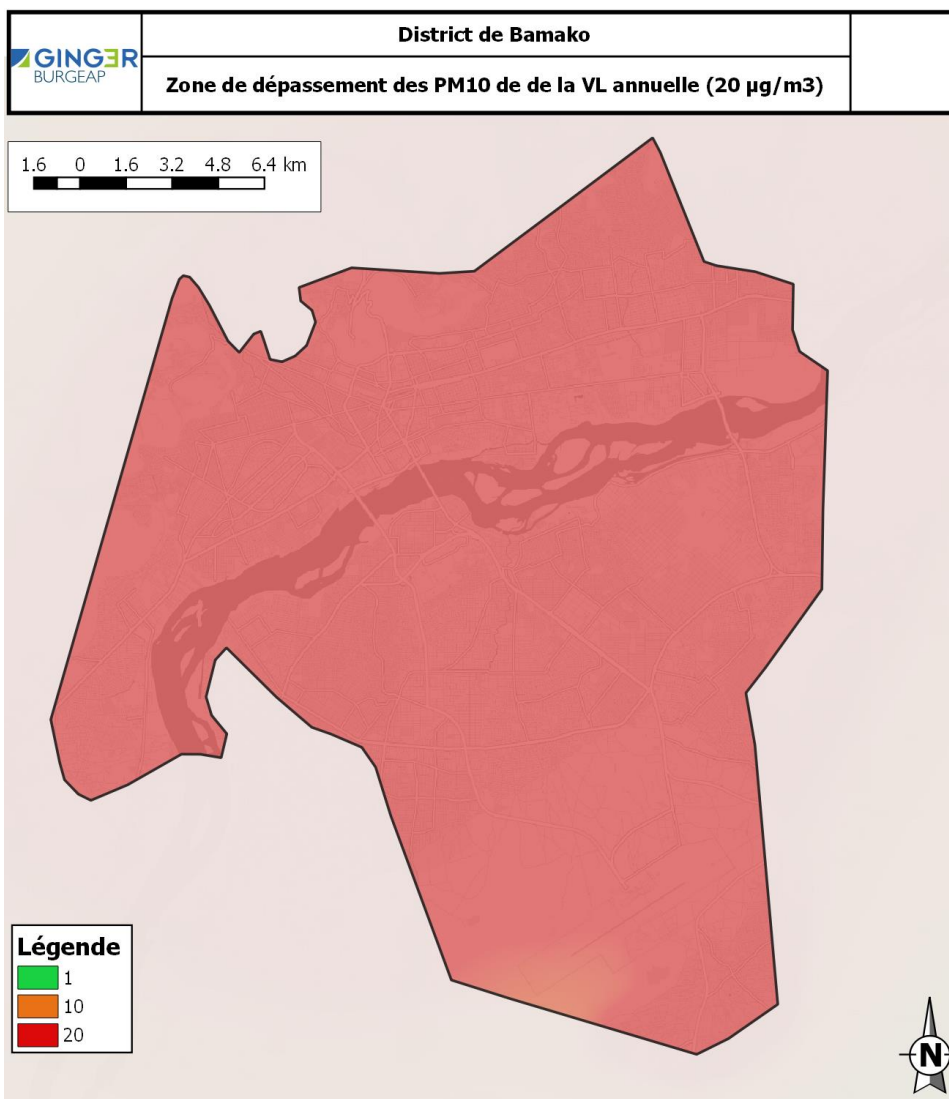 GINGER
BURGEAP
District de Bamako
Zone de dépassement des PM10 de de la VL annuelle (20 µg/m3)
1.6 0 1.6 3.2 4.8 6.4 km
Légende
1
10
20
N